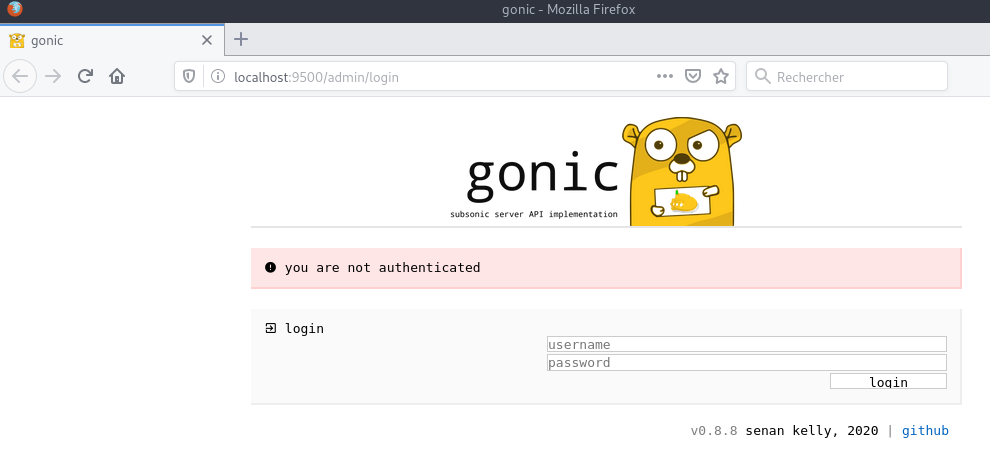 gonic - Mozilla Firefox
gonic
localhost:9500/admin/login
Rechercher
gonic
subsonic server API implementation
you are not authenticated
login
username
password
login
v0.8.8 senan kelly, 2020 | github